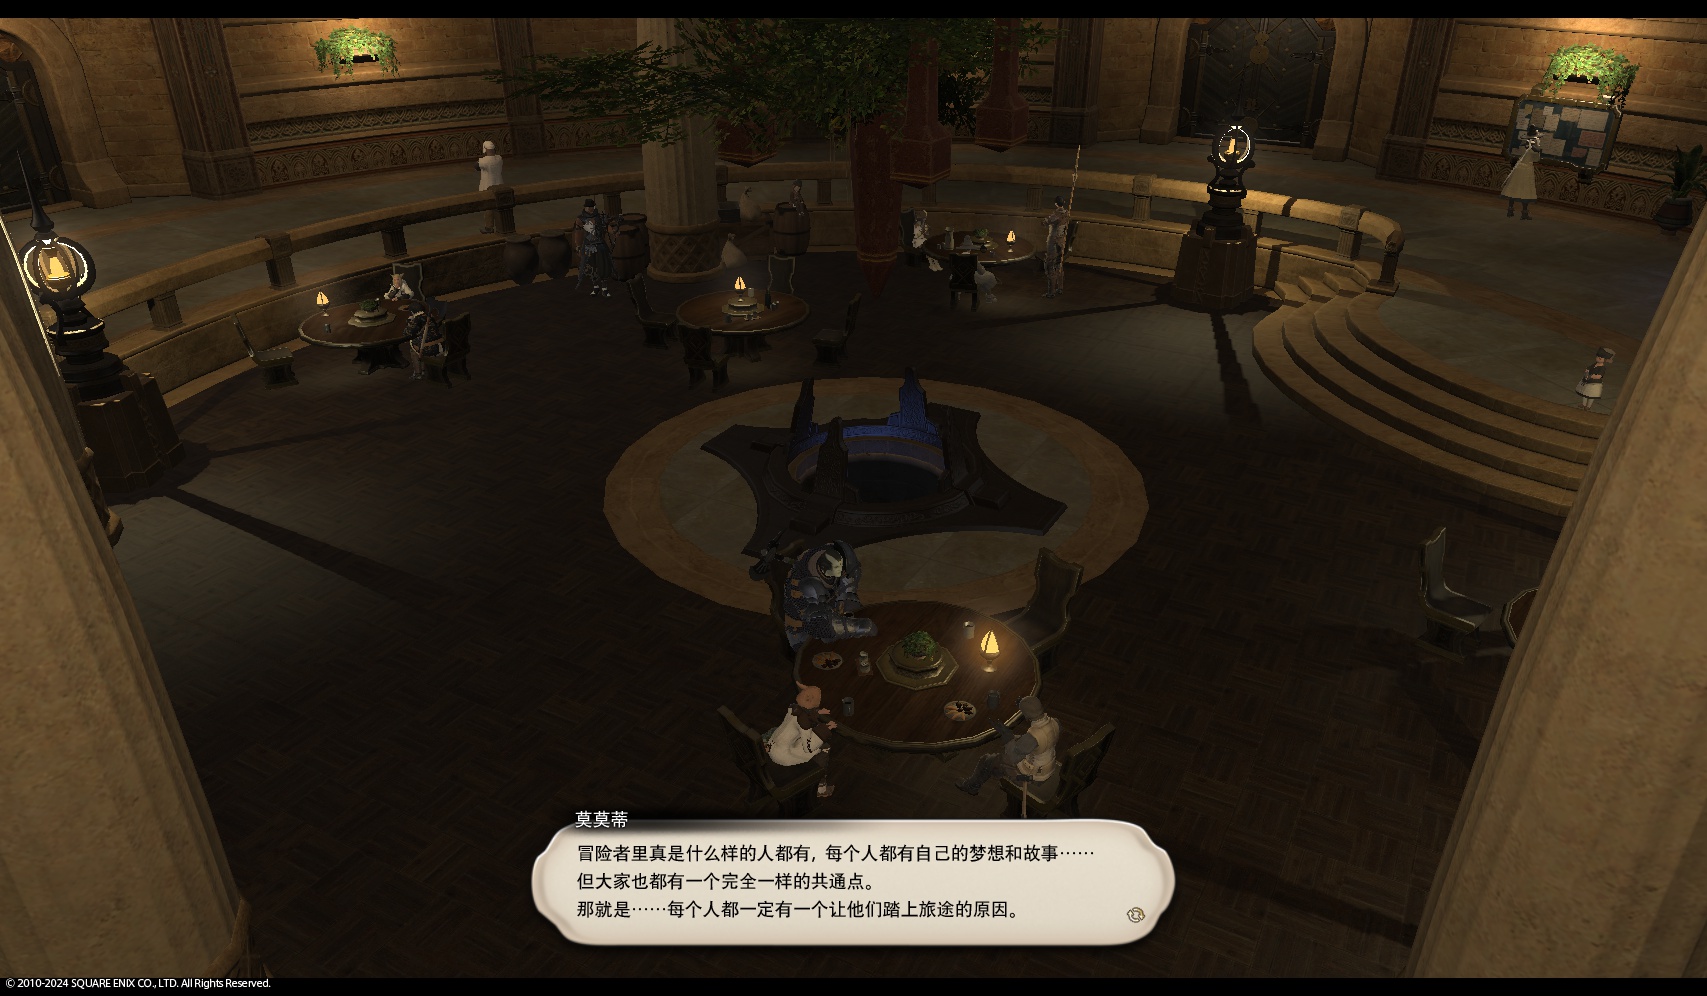 莫莫蒂
冒险者里真是什么样的人都有，每个人都有自己的梦想和故事……
但大家也都有一个完全一样的共通点。
那就是……每个人都一定有一个让他们踏上旅途的原因。
© 2010-2024 SQUARE ENIX CO., LTD. All Rights Reserved.